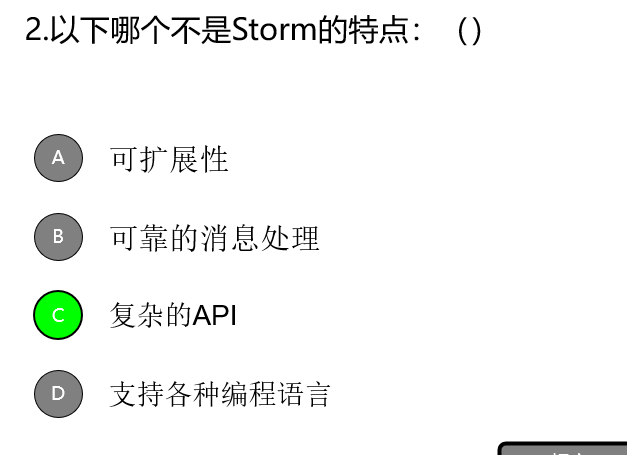 2.以下哪个不是Storm的特点：（）
A 可扩展性
B 可靠的消息处理
C 复杂的API
D 支持各种编程语言